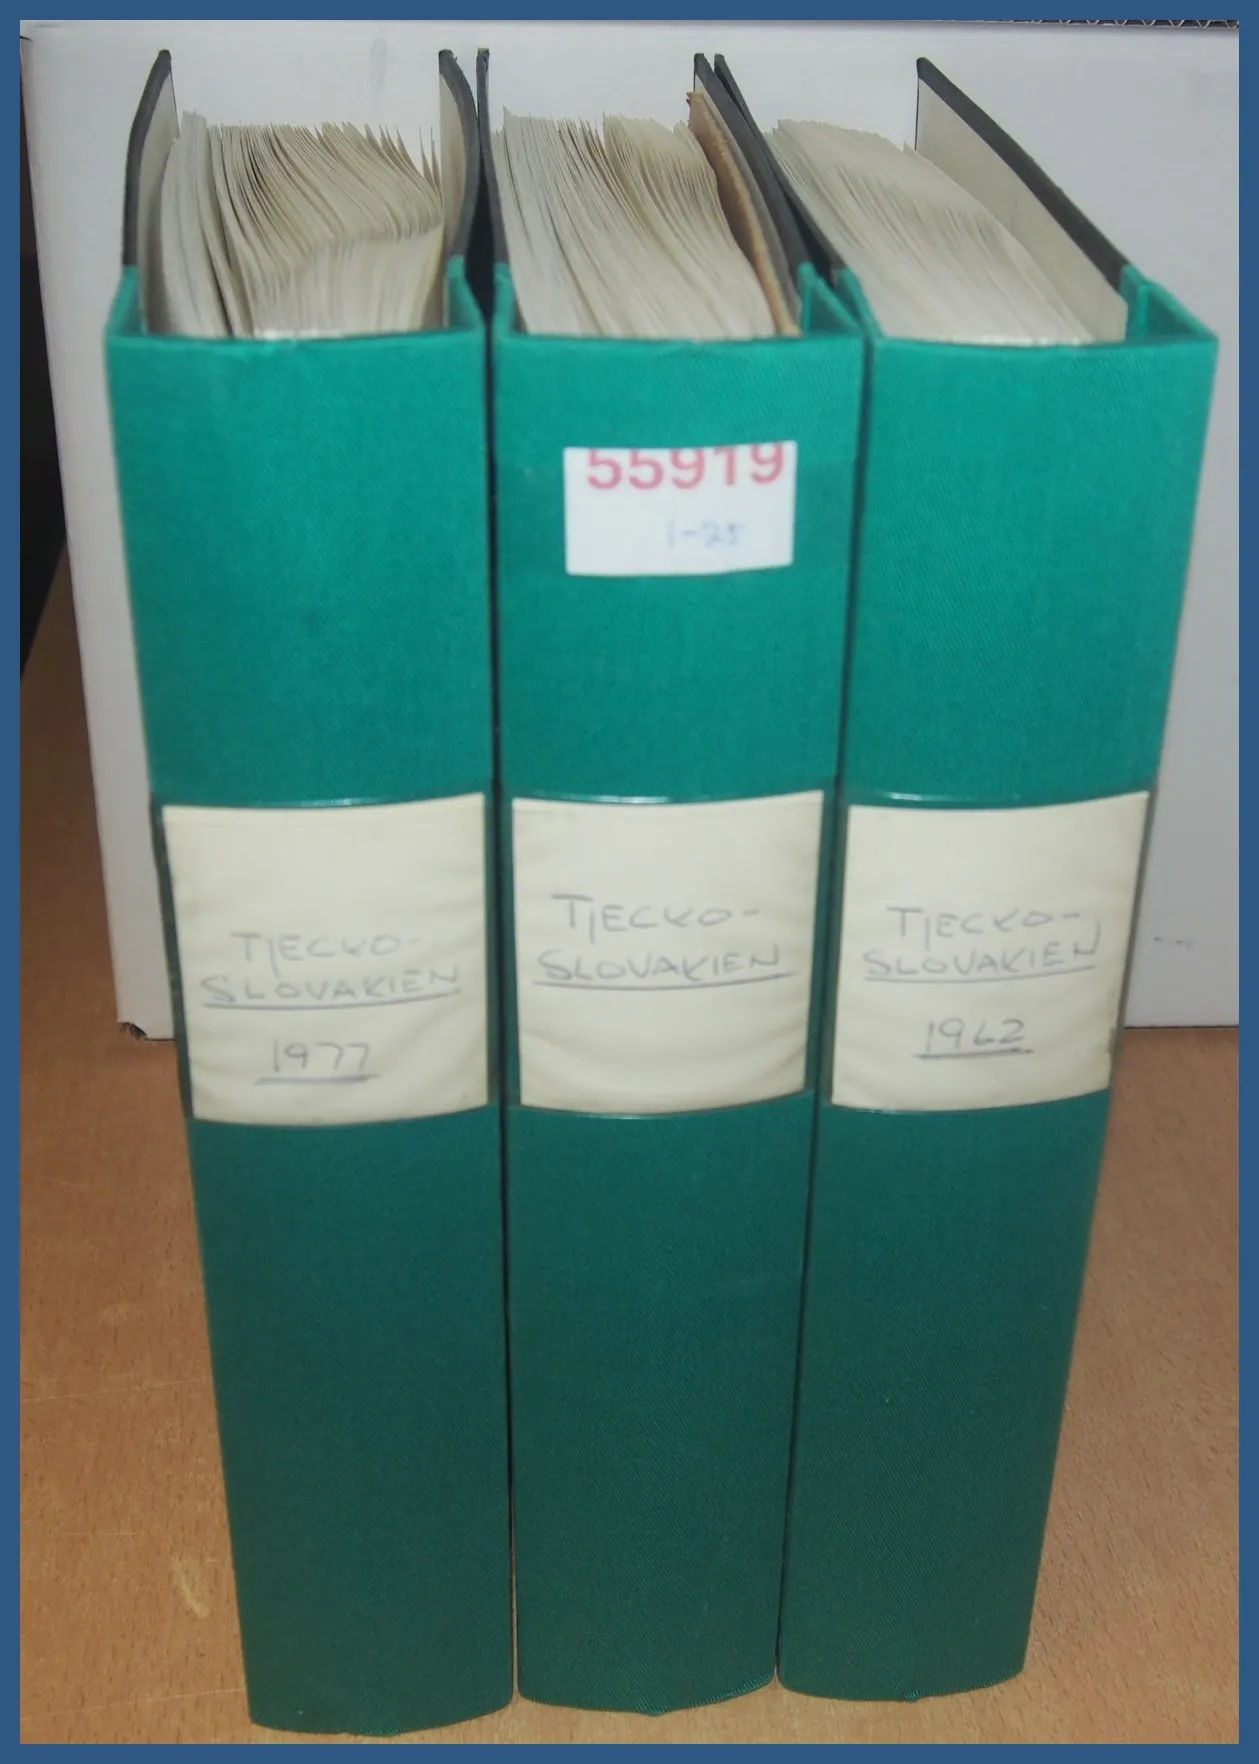 55919
1-25
TJECKO-
SLOVAKIEN
1977
TJECKO-
SLOVAKIEN
TJECKO-
SLOVAKIEN
1962